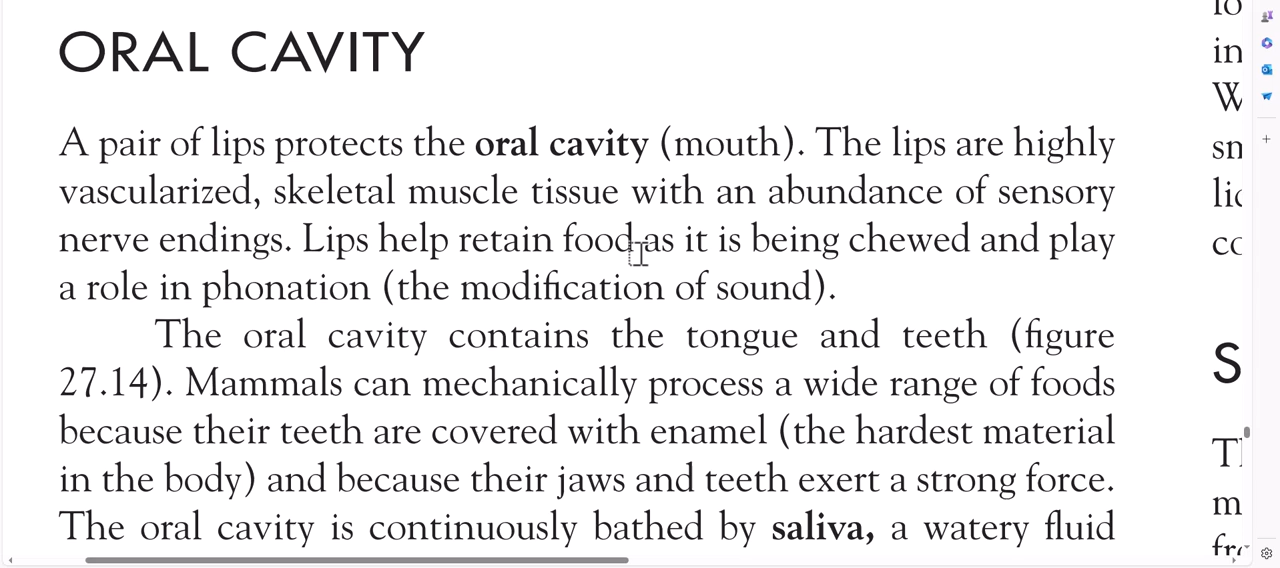 ORAL CAVITY
A pair of lips protects the oral cavity (mouth). The lips are highly
vascularized, skeletal muscle tissue with an abundance of sensory
nerve endings. Lips help retain food as it is being chewed and play
a role in phonation (the modification of sound).
The oral cavity contains the tongue and teeth (figure
27.14). Mammals can mechanically process a wide range of foods
because their teeth are covered with enamel (the hardest material
in the body) and because their jaws and teeth exert a strong force.
The oral cavity is continuously bathed by saliva, a watery fluid
in
W
S